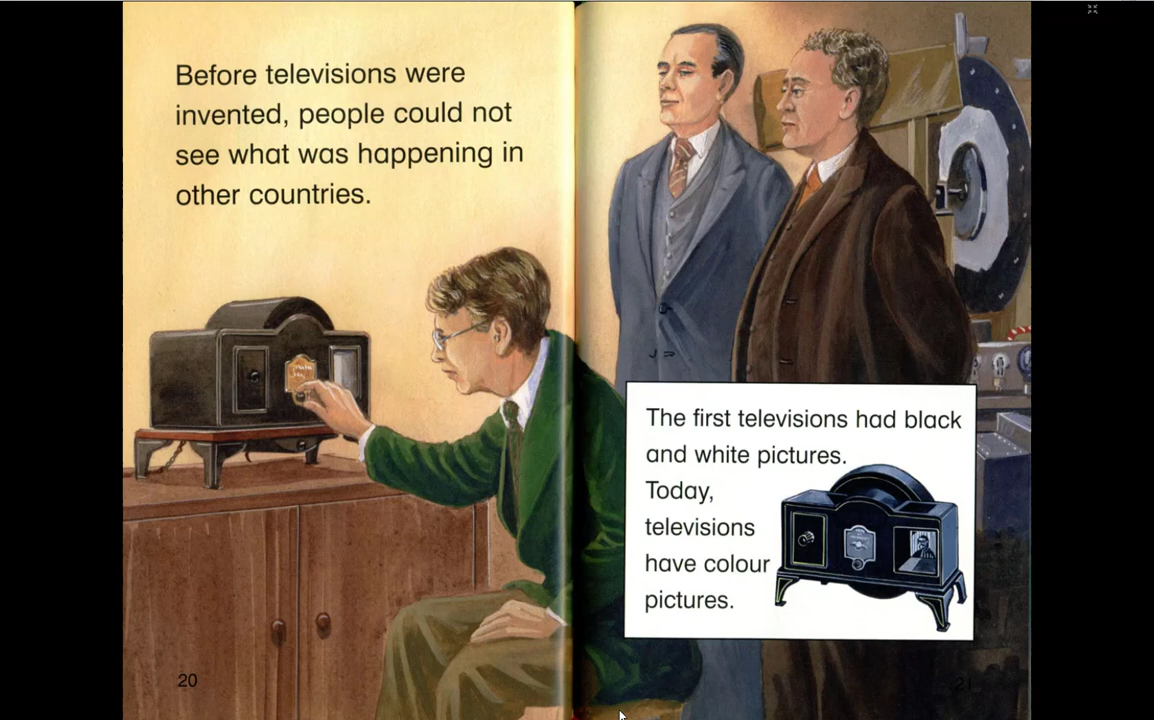 Before televisions were
invented, people could not
see what was happening in
other countries.
20
The first televisions had black
and white pictures.
Today,
televisions
have colour
pictures.
21